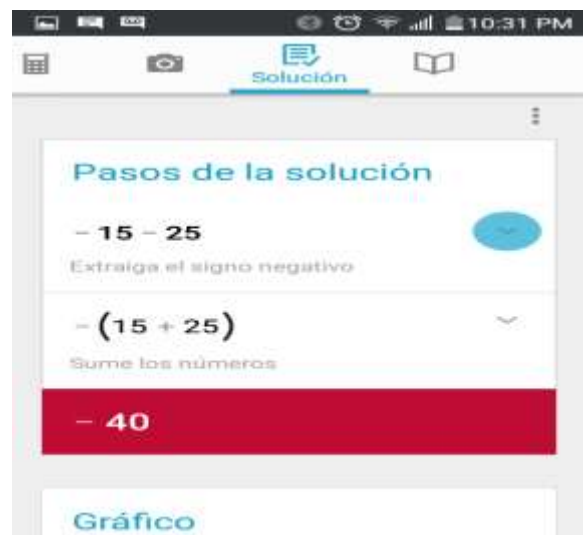 10:31 PM
Solución
Pasos de la solución
- 15 - 25
Extraiga el signo negativo
- (15 + 25)
Sume los números
- 40
Gráfico